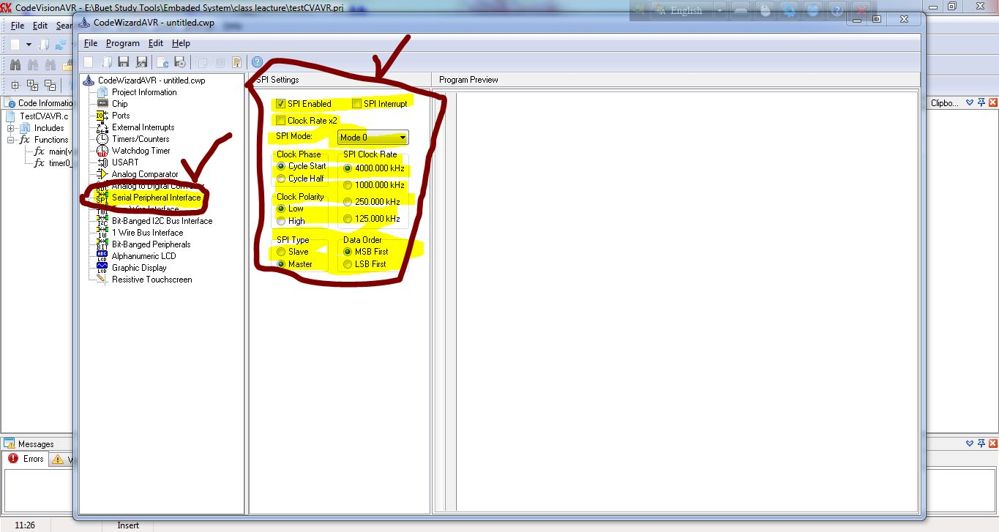 CodeVisionAVR - E:\Buet Study Tools\Embaded System\class leacture\testCVAVR.prj
English
File Edit Sear
CodeWizardAVR - untitled.cwp
File Program Edit Help
CodeWizardAVR - untitled.cwp
Project Information
Chip
Ports
External Interrupts
Timers/Counters
Watchdog Timer
USART
Analog Comparator
Analog to Digital
Serial Peripheral Interface
Two Wire Interface
Bit-Banged I2C Bus Interface
1 Wire Bus Interface
Bit-Banged Peripherals
Alphanumeric LCD
Graphic Display
Resistive Touchscreen
SPI Settings
SPI Enabled SPI Interrupt
Clock Rate x2
SPI Mode: Mode 0
Clock Phase
Cycle Start
Cycle Half
SPI Clock Rate
4000.000 kHz
1000.000 kHz
250.000 kHz
125.000 kHz
Clock Polarity
Low
High
SPI Type
Slave
Master
Data Order
MSB First
LSB First
Program Preview
Code Informatio
TestCVAVR.c
Includes
Functions
main(v
timer0_
Clipbo...
Messages
Errors
11:26 Insert